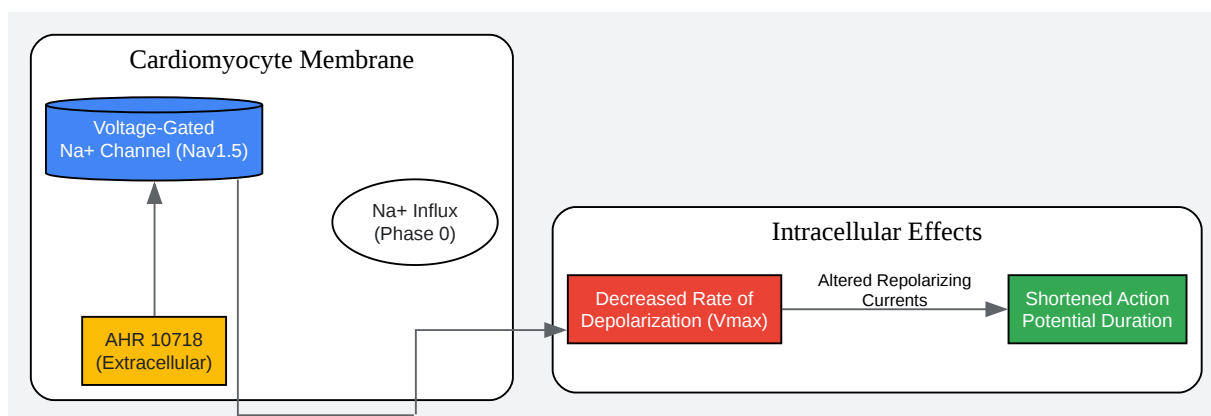 Cardiomyocyte Membrane
Voltage-Gated
Na+ Channel (Nav1.5)
Na+ Influx
(Phase 0)
AHR 10718
(Extracellular)
Intracellular Effects
Decreased Rate of
Depolarization (Vmax)
Altered Repolarizing
Currents
Shortened Action
Potential Duration